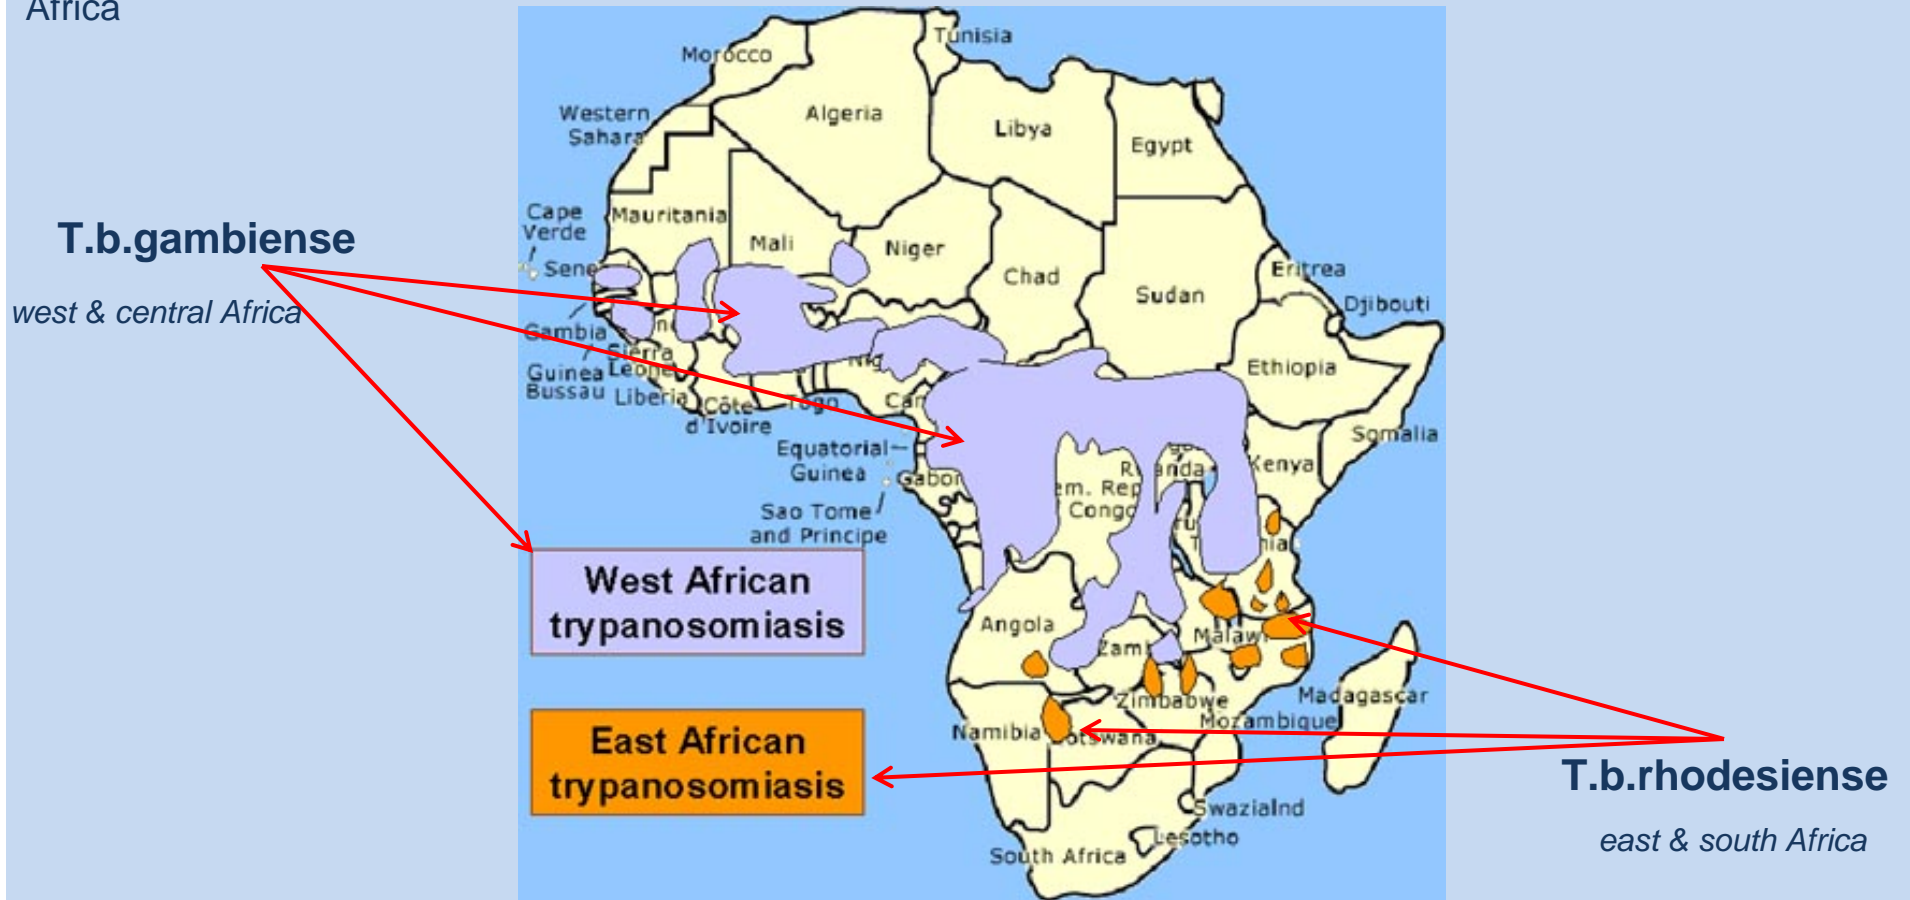 Africa
Tunisia
Morocco
Western
Sahara
Algeria
Libya
Egypt
Cape
Verde
Mauritania
T.b.gambiense
Mali
Niger
Chad
Sudan
Eritrea
Djibouti
west & central Africa
Gambia
Sierra
Leone
Guinea
Bussau
Liberia
Côte
d'Ivoire
Togo
Ethiopia
Somalia
Equatorial
Guinea
Gabon
Kenya
Congo
Sao Tome
and Principe
West African
trypanosomiasis
Angola
Malawi
Madagascar
Zimbabwe
Mozambique
Namibia
Botswana
East African
trypanosomiasis
T.b.rhodesiense
Swazialnd
Lesotho
east & south Africa
South Africa